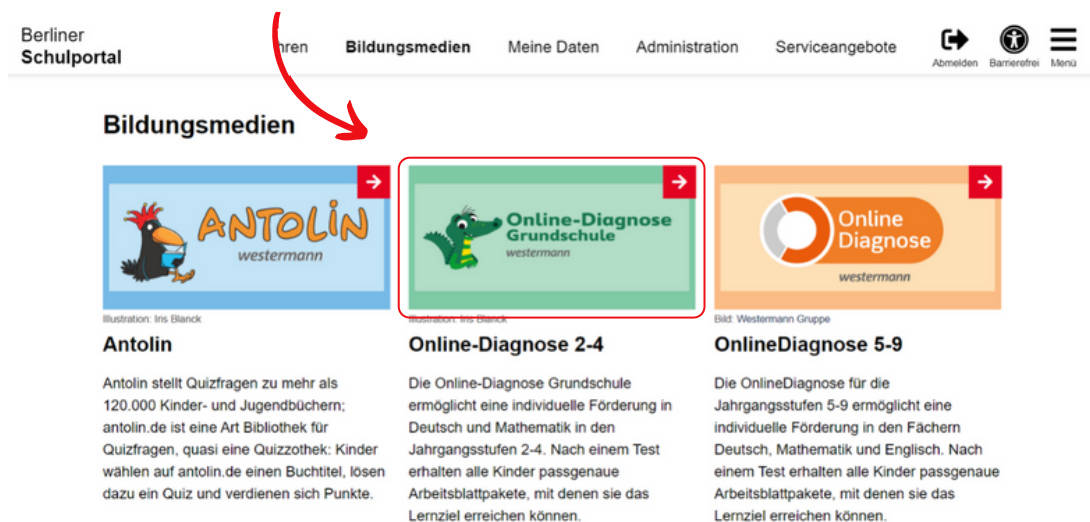 Berliner
Schulportal
Bildungsmedien
Meine Daten
Administration
Serviceangebote
Abmelden
Barrierefrei
Menü
Bildungsmedien
ANTOLIN
westermann
Online-Diagnose
Grundschule
westermann
Online
Diagnose
westermann
Illustration: Iris Blanck
Illustration: Iris Blanck
Bild: Westermann Gruppe
Antolin
Antolin stellt Quizfragen zu mehr als
120.000 Kinder- und Jugendbüchern;
antolin.de ist eine Art Bibliothek für
Quizfragen, quasi eine Quizzothek: Kinder
wählen auf antolin.de einen Buchtitel, lösen
dazu ein Quiz und verdienen sich Punkte.
Online-Diagnose 2-4
Die Online-Diagnose Grundschule
ermöglicht eine individuelle Förderung in
Deutsch und Mathematik in den
Jahrgangsstufen 2-4. Nach einem Test
erhalten alle Kinder passgenaue
Arbeitsblattpakete, mit denen sie das
Lernziel erreichen können.
OnlineDiagnose 5-9
Die OnlineDiagnose für die
Jahrgangsstufen 5-9 ermöglicht eine
individuelle Förderung in den Fächern
Deutsch, Mathematik und Englisch. Nach
einem Test erhalten alle Kinder passgenaue
Arbeitsblattpakete, mit denen sie das
Lernziel erreichen können.